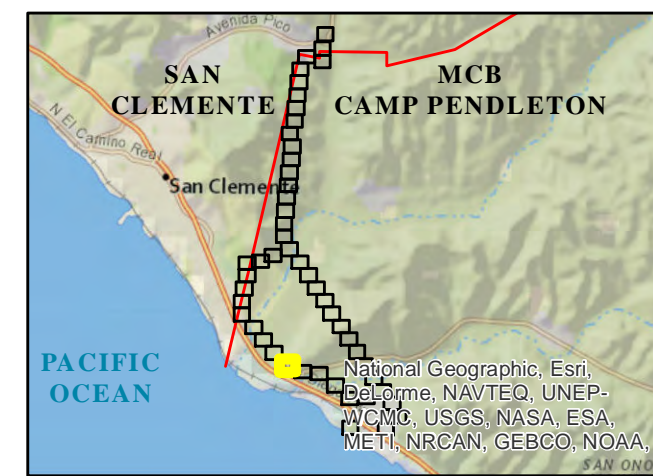 Avenida Pico
SAN
CLEMENTE
MCB
CAMP PENDLETON
N El Camino Real
San Clemente
PACIFIC
OCEAN
National Geographic, Esri,
DeLorme, NAVTEQ, UNEP-
WCMC, USGS, NASA, ESA,
METI, NRCAN, GEBCO, NOAA,
SAN ONO